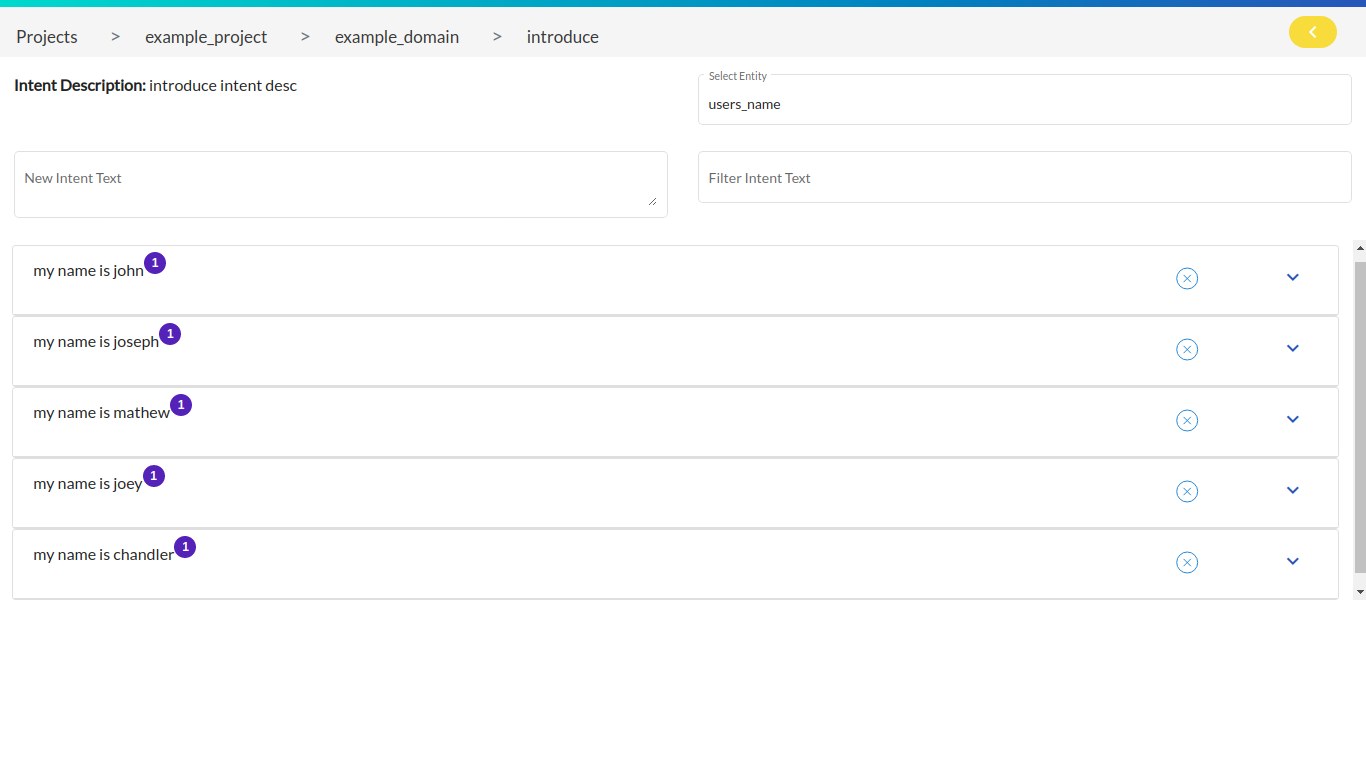 Projects > example_project > example_domain > introduce
Intent Description: introduce intent desc
Select Entity
users_name
New Intent Text
Filter Intent Text
my name is john 1
my name is joseph 1
my name is mathew 1
my name is joey 1
my name is chandler 1